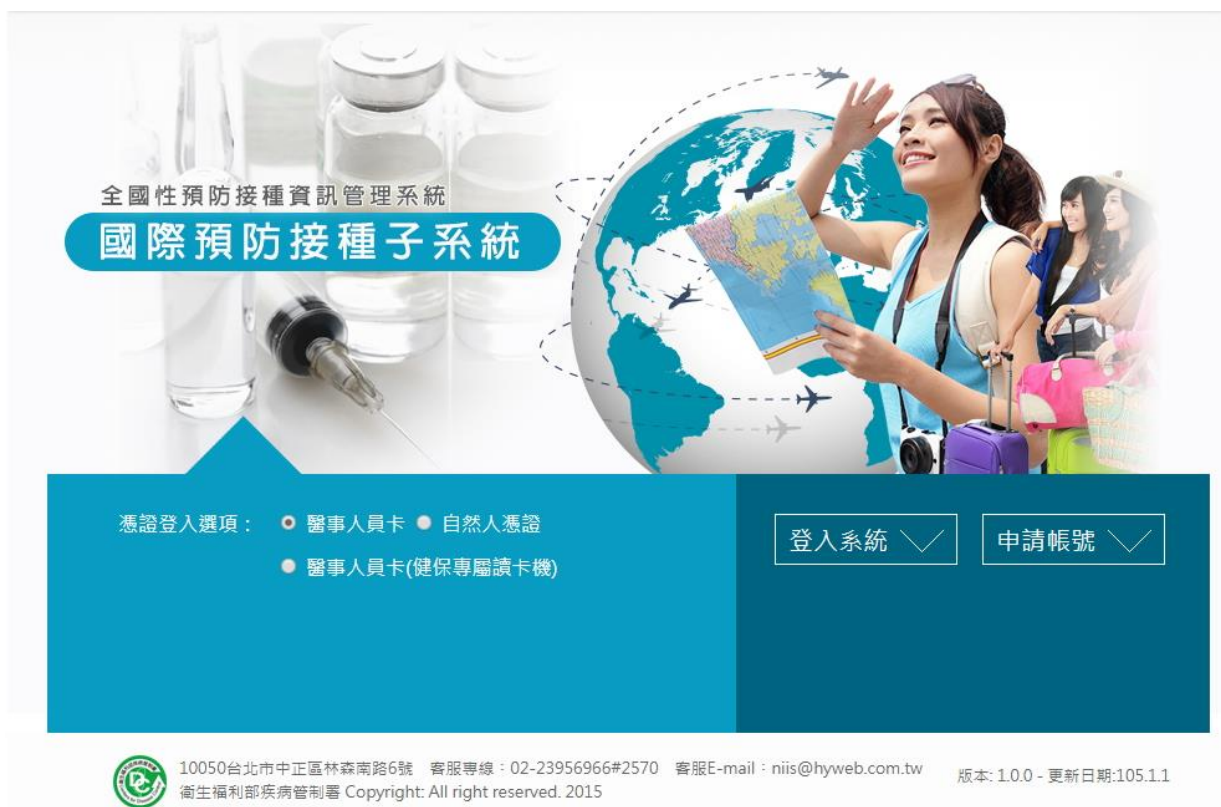 全國性預防接種資訊管理系統
國際預防接種子系統
憑證登入選項： 醫事人員卡 自然人憑證
醫事人員卡(健保專屬讀卡機)
登入系統 申請帳號
10050台北市中正區林森南路6號 客服專線：02-23956966#2570 客服E-mail：niis@hyweb.com.tw
衛生福利部疾病管制署 Copyright: All right reserved. 2015
版本: 1.0.0 - 更新日期:105.1.1